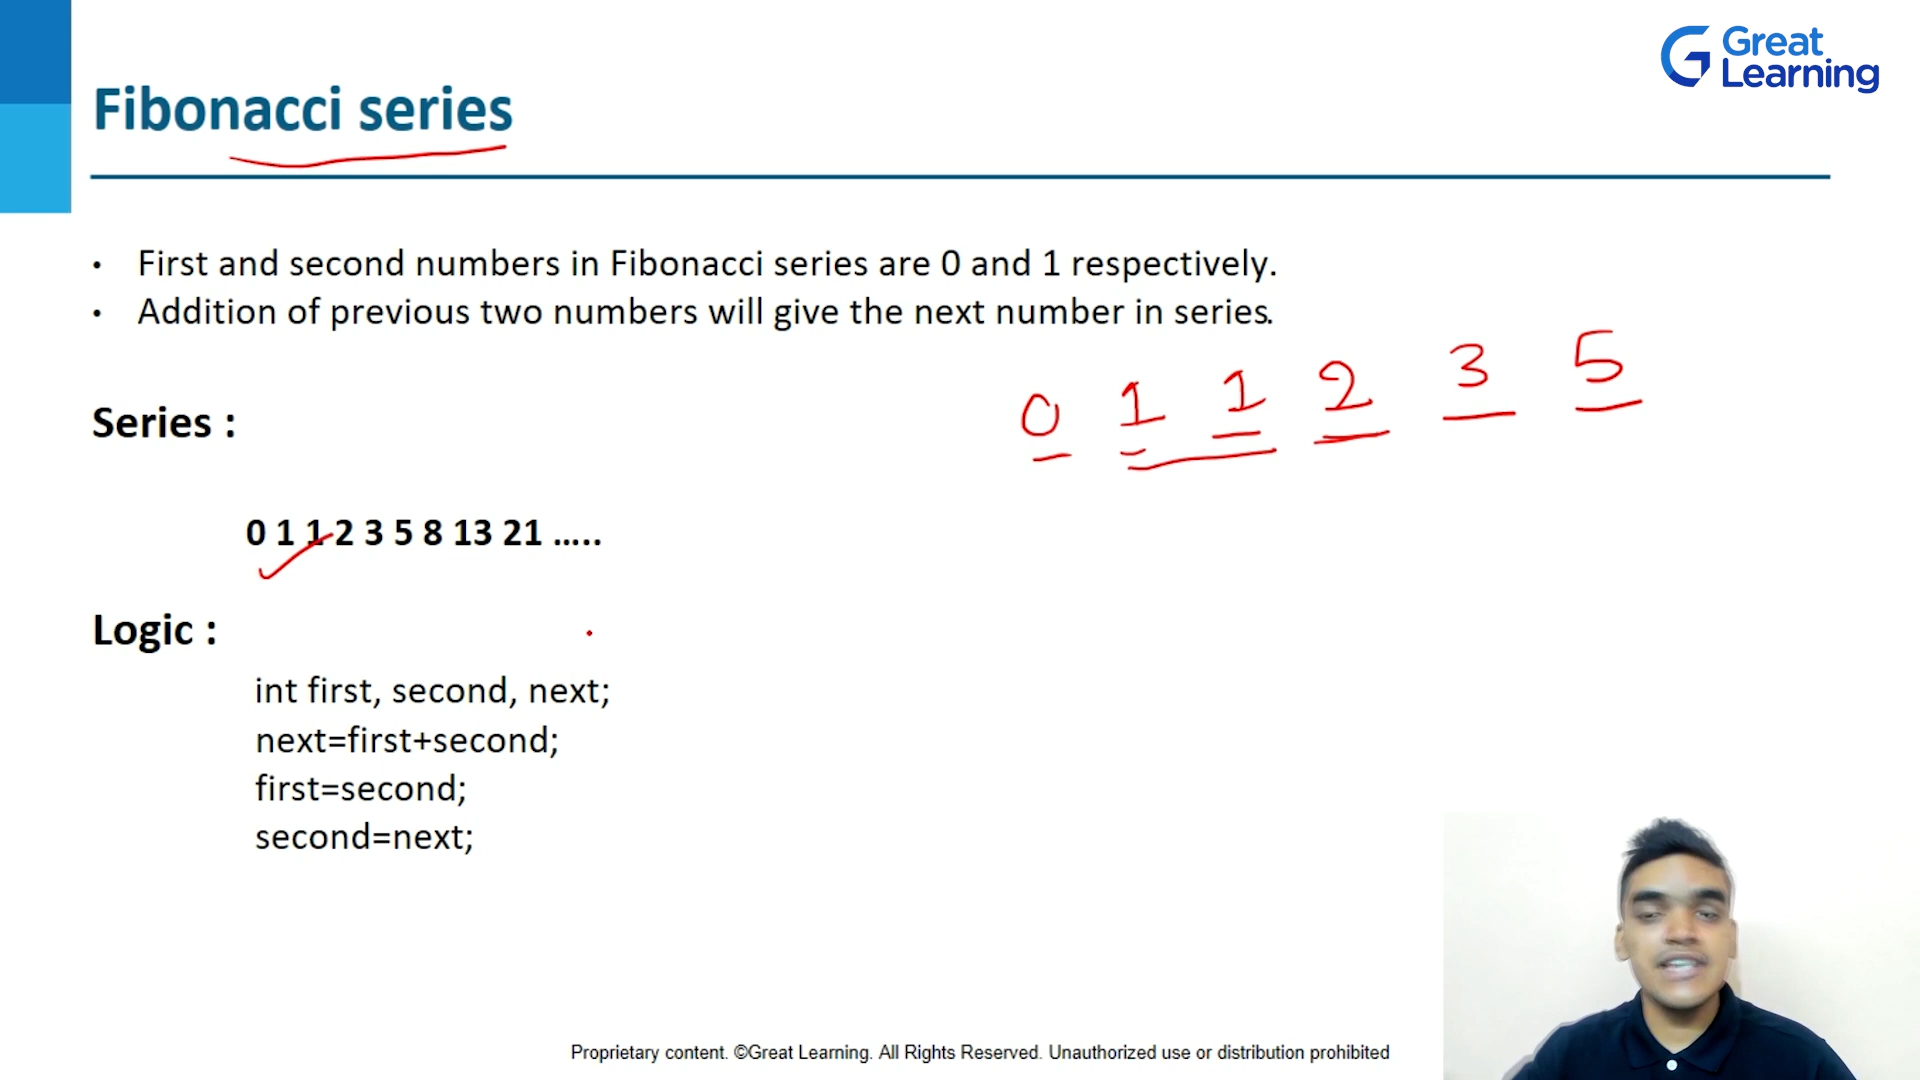 Great
Learning
Fibonacci series
• First and second numbers in Fibonacci series are 0 and 1 respectively.
• Addition of previous two numbers will give the next number in series.
0 1 1 2 3 5
Series :
0 1 1 2 3 5 8 13 21 .....
Logic :
int first, second, next;
next=first+second;
first=second;
second=next;
Proprietary content. ©Great Learning. All Rights Reserved. Unauthorized use or distribution prohibited